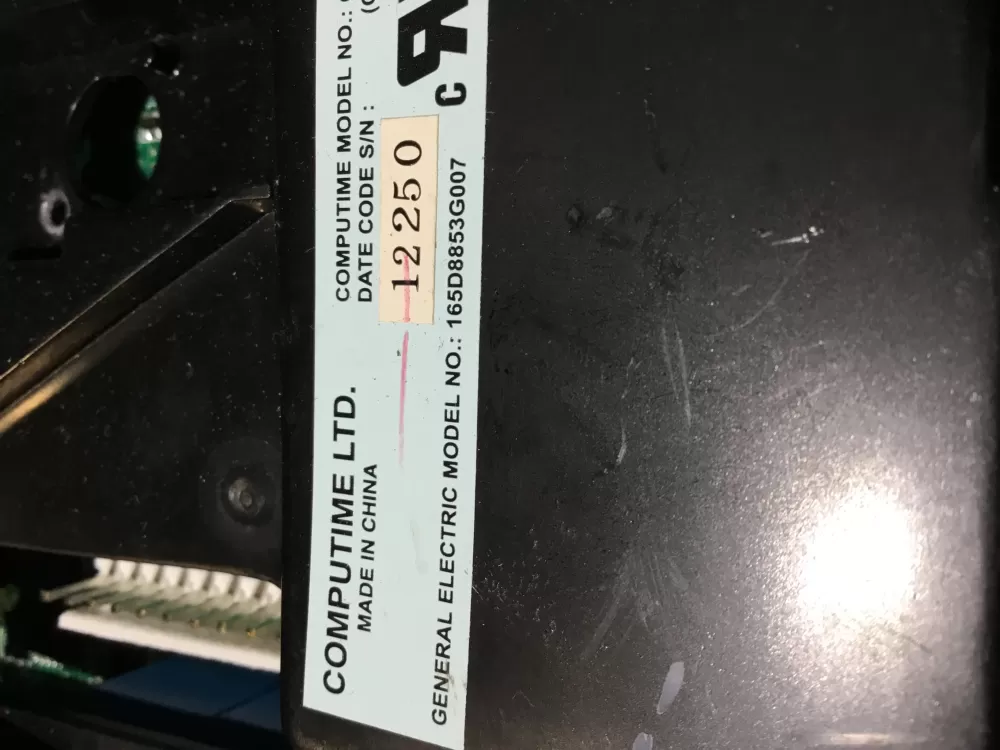 COMPUTIME LTD.
MADE IN CHINA
COMPUTIME MODEL NO.:
DATE CODE S/N :
12250
GENERAL ELECTRIC MODEL NO.: 165D8853G007
C